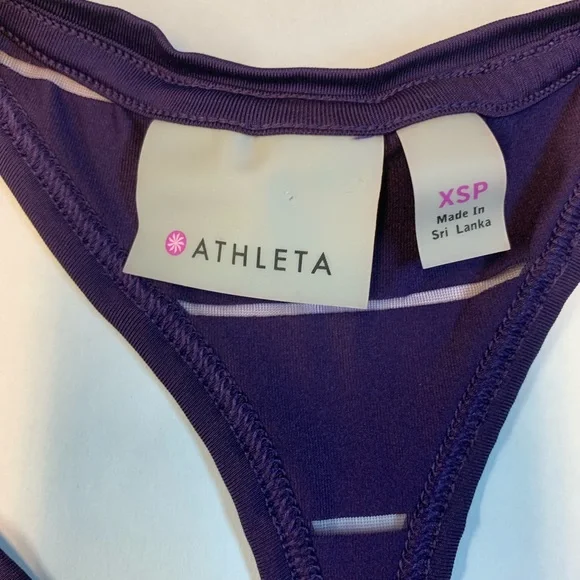 ATHLETA
XSP
Made In
Sri Lanka